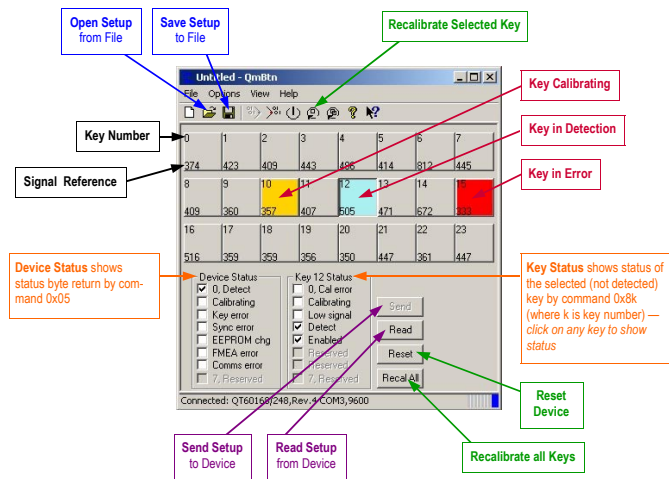 Open Setup
from File
Save Setup
to File
Recalibrate Selected Key
Untitled - QmBtn
File Options View Help
Key Calibrating
Key Number
0 1 2 3 4 5 6 7
Key in Detection
374 423 409 443 486 414 812 445
Signal Reference
Key in Error
8 9 10 11 12 13 14 15
409 360 357 407 505 471 672 333
16 17 18 19 20 21 22 23
516 359 359 356 350 447 361 447
Device Status shows
status byte return by com-
mand 0x05
Device Status
0, Detect
Calibrating
Key error
Sync error
EEPROM chg
FMEA error
Comms error
7, Reserved
Key 12 Status
0, Cal error
Calibrating
Low signal
Detect
Enabled
Reserved
Reserved
7, Reserved
Send
Read
Reset
Recal All
Key Status shows status of
the selected (not detected)
key by command 0x8k
(where k is key number) —
click on any key to show
status
Connected: QT60168/248,Rev.4 COM3,9600
Reset
Device
Send Setup
to Device
Read Setup
from Device
Recalibrate all Keys